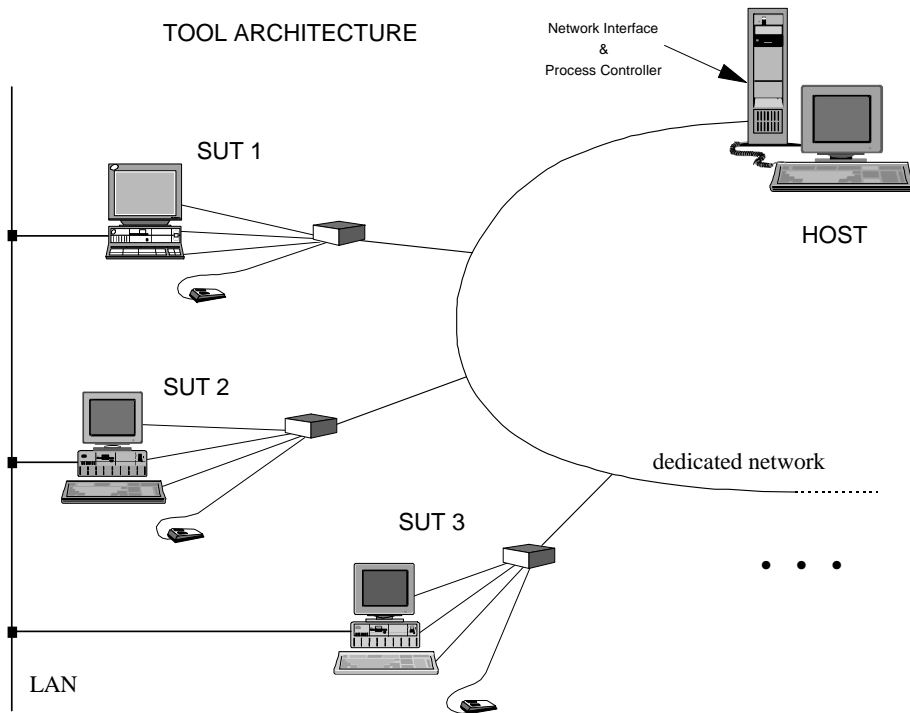 TOOL ARCHITECTURE
Network Interface
&
Process Controller
SUT 1
HOST
SUT 2
dedicated network
SUT 3
LAN